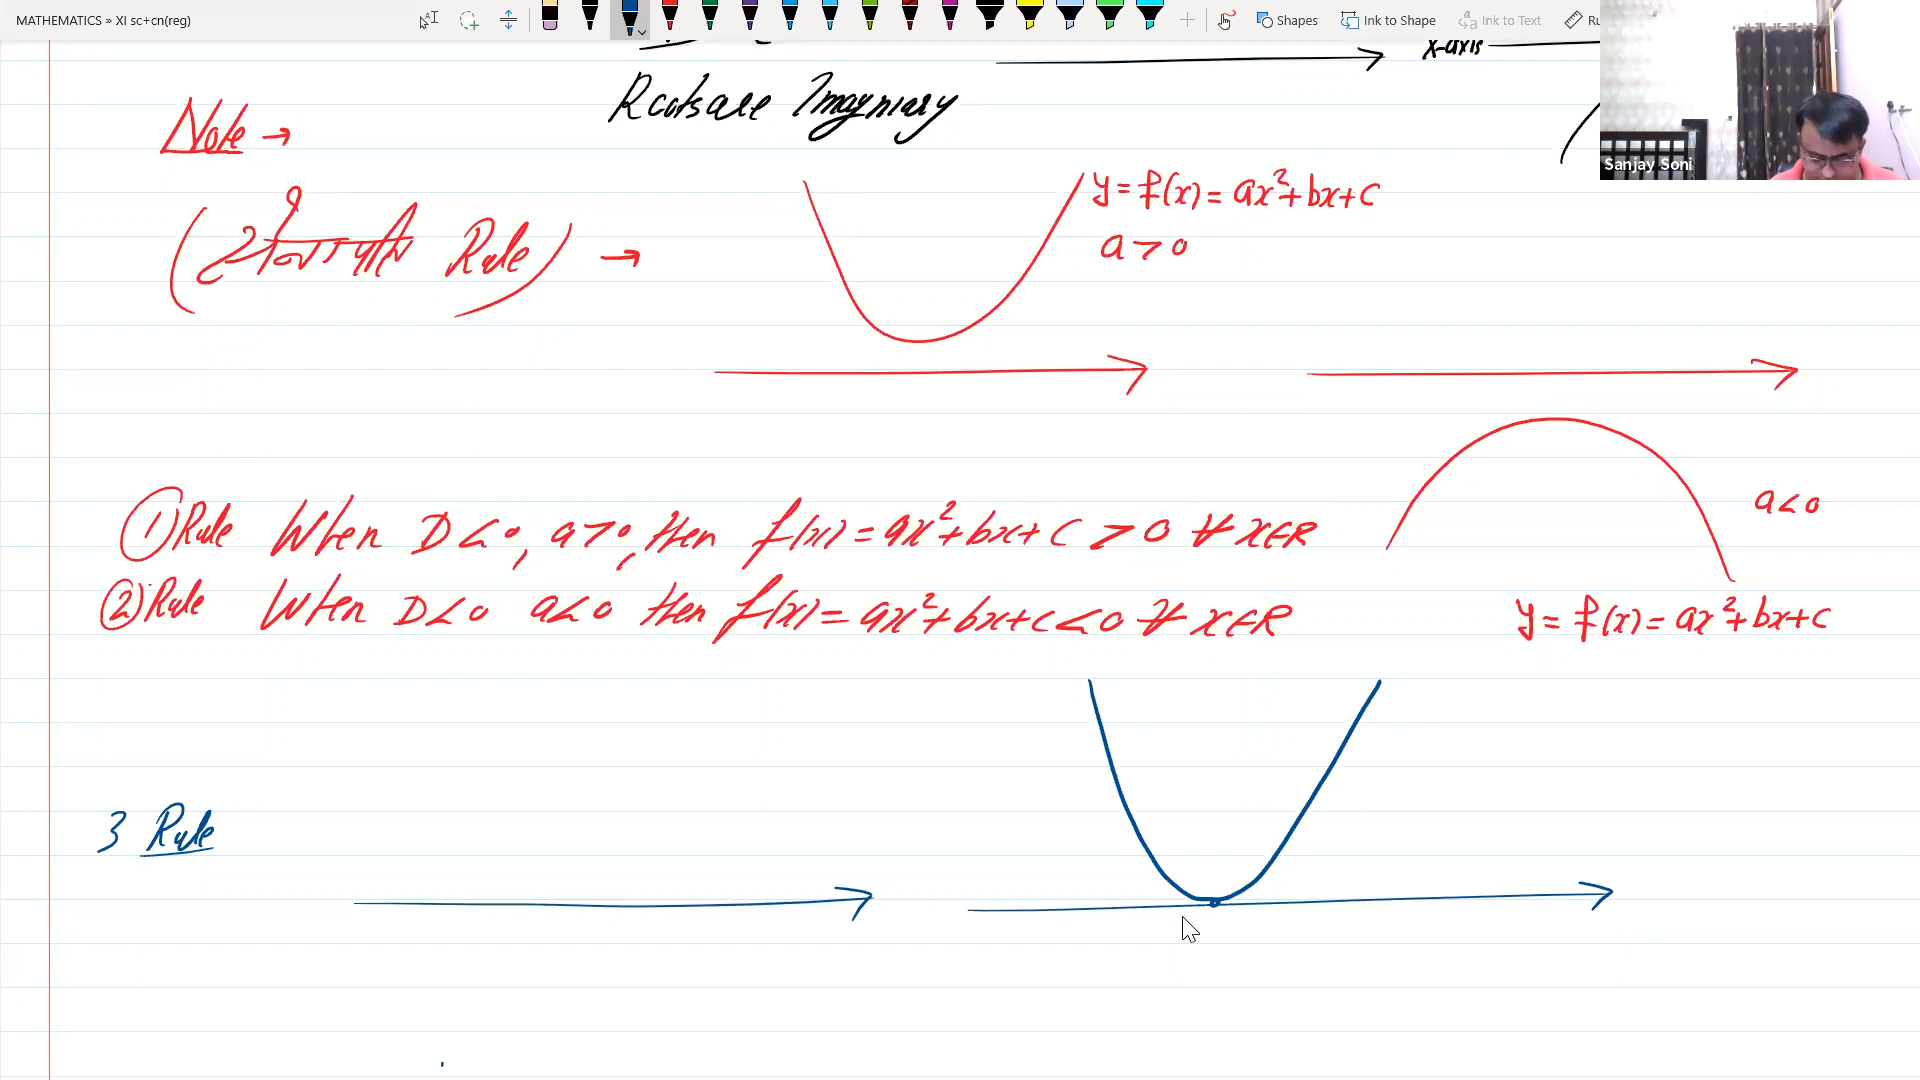 MATHEMATICS » XI sc+cn(reg)
Shapes
Ink to Shape
Ink to Text
Ru
x-axis
Roots are Imagniary
Sanjay Soni
Note →
Rule) →
y = f(x) = ax²+bx+c
a > 0
a < 0
① Rule When D < 0, a > 0, then f(x) = ax²+bx+c > 0 ∀ x∈R
② Rule When D < 0 a < 0 then f(x) = ax²+bx+c < 0 ∀ x∈R
y = f(x) = ax²+bx+c
3 Rule